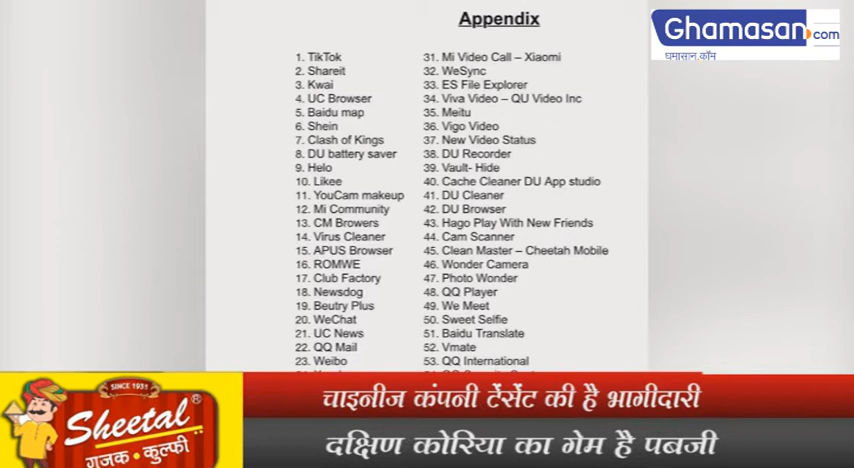 Appendix
Ghamasan.com
घमासान.कॉम
1. TikTok
2. Shareit
3. Kwai
4. UC Browser
5. Baidu map
6. Shein
7. Clash of Kings
8. DU battery saver
9. Helo
10. Likee
11. YouCam makeup
12. Mi Community
13. CM Browers
14. Virus Cleaner
15. APUS Browser
16. ROMWE
17. Club Factory
18. Newsdog
19. Beutry Plus
20. WeChat
21. UC News
22. QQ Mail
23. Weibo
31. Mi Video Call – Xiaomi
32. WeSync
33. ES File Explorer
34. Viva Video – QU Video Inc
35. Meitu
36. Vigo Video
37. New Video Status
38. DU Recorder
39. Vault- Hide
40. Cache Cleaner DU App studio
41. DU Cleaner
42. DU Browser
43. Hago Play With New Friends
44. Cam Scanner
45. Clean Master – Cheetah Mobile
46. Wonder Camera
47. Photo Wonder
48. QQ Player
49. We Meet
50. Sweet Selfie
51. Baidu Translate
52. Vmate
53. QQ International
SINCE 1931
Sheetal®
गजक • कुल्फी
चाइनीज कंपनी टेंसेंट की है भागीदारी
दक्षिण कोरिया का गेम है पबजी